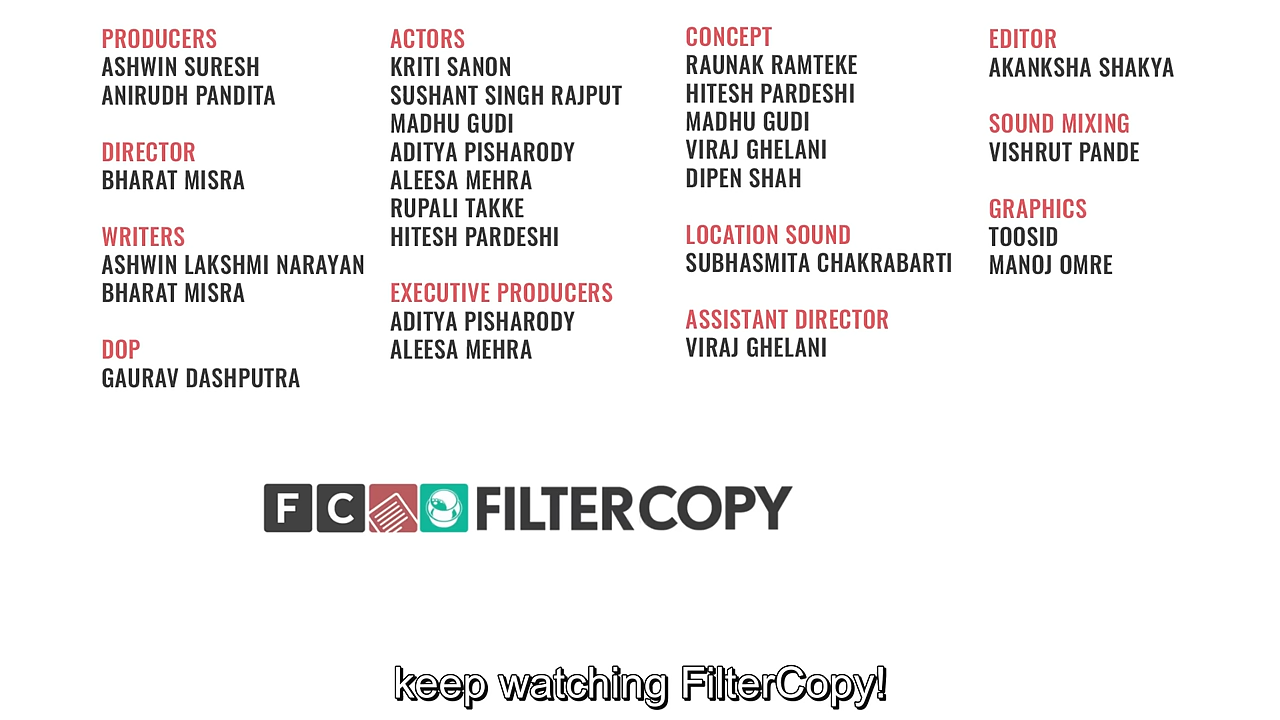 PRODUCERS
ASHWIN SURESH
ANIRUDH PANDITA
DIRECTOR
BHARAT MISRA
WRITERS
ASHWIN LAKSHMI NARAYAN
BHARAT MISRA
DOP
GAURAV DASHPUTRA
ACTORS
KRITI SANON
SUSHANT SINGH RAJPUT
MADHU GUDI
ADITYA PISHARODY
ALEESA MEHRA
RUPALI TAKKE
HITESH PARDESHI
EXECUTIVE PRODUCERS
ADITYA PISHARODY
ALEESA MEHRA
CONCEPT
RAUNAK RAMTEKE
HITESH PARDESHI
MADHU GUDI
VIRAJ GHELANI
DIPEN SHAH
LOCATION SOUND
SUBHASMITA CHAKRABARTI
ASSISTANT DIRECTOR
VIRAJ GHELANI
EDITOR
AKANKSHA SHAKYA
SOUND MIXING
VISHRUT PANDE
GRAPHICS
TOOSID
MANOJ OMRE
FC FILTERCOPY
keep watching FilterCopy!